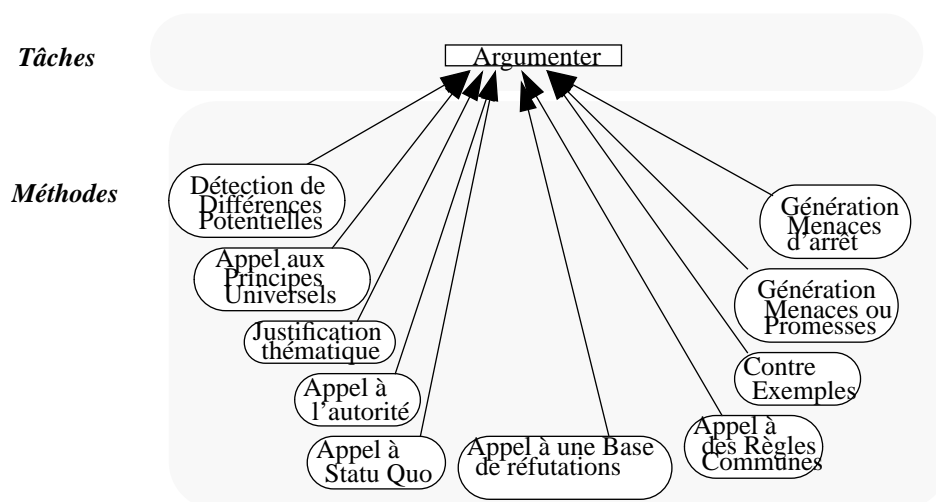 Tâches
Argumenter
Méthodes
Détection de
Différences
Potentielles
Appel aux
Principes
Universels
Justification
thématique
Appel à
l'autorité
Appel à
Statu Quo
Appel à une Base
de réfutations
Appel à
des Règles
Communes
Contre
Exemples
Génération
Menaces ou
Promesses
Génération
Menaces
d'arrêt